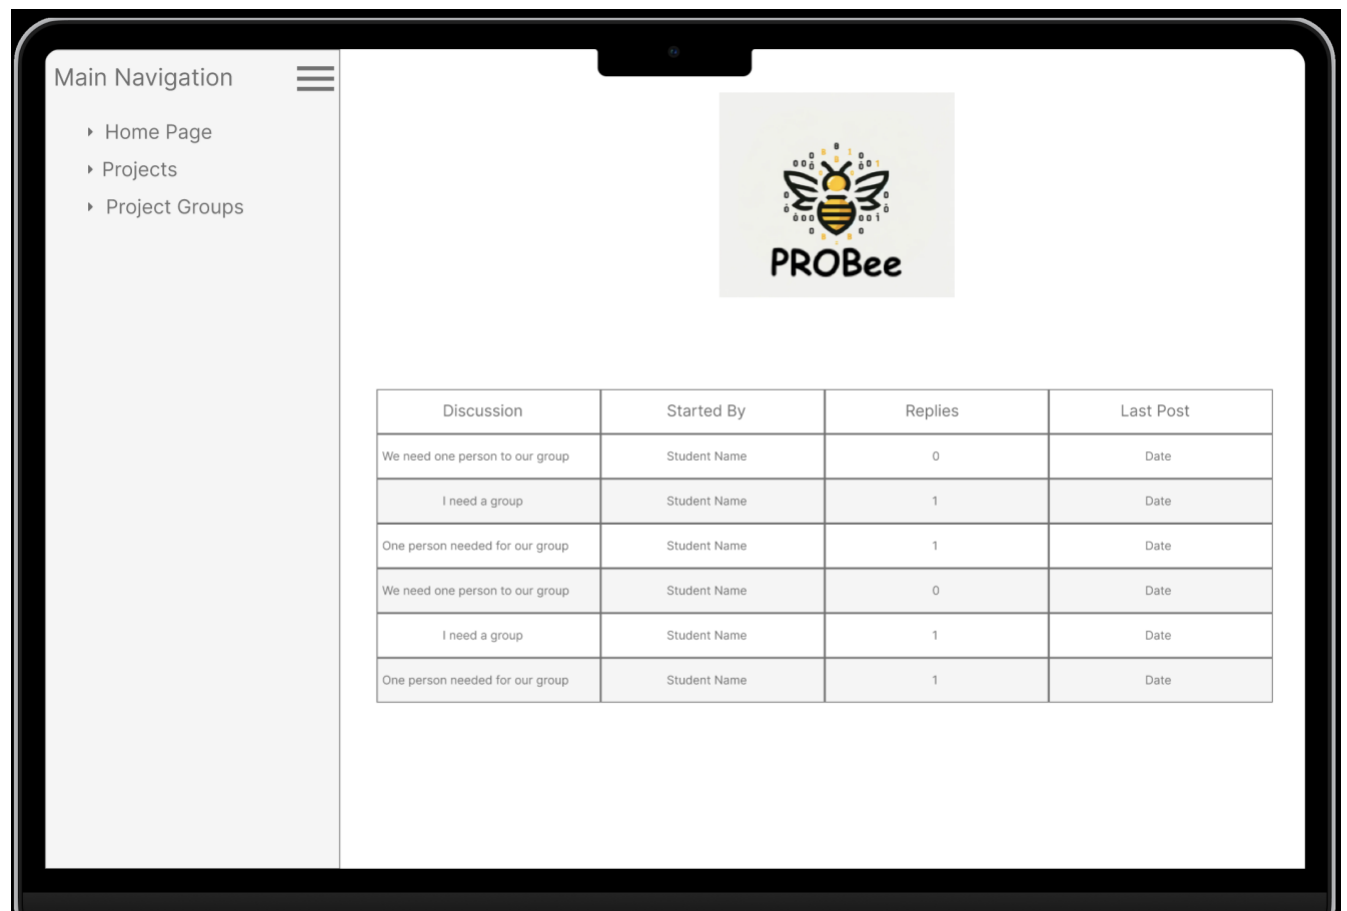 Main Navigation
Home Page
Projects
Project Groups
PROBee
Discussion Started By Replies Last Post
We need one person to our group Student Name 0 Date
I need a group Student Name 1 Date
One person needed for our group Student Name 1 Date
We need one person to our group Student Name 0 Date
I need a group Student Name 1 Date
One person needed for our group Student Name 1 Date